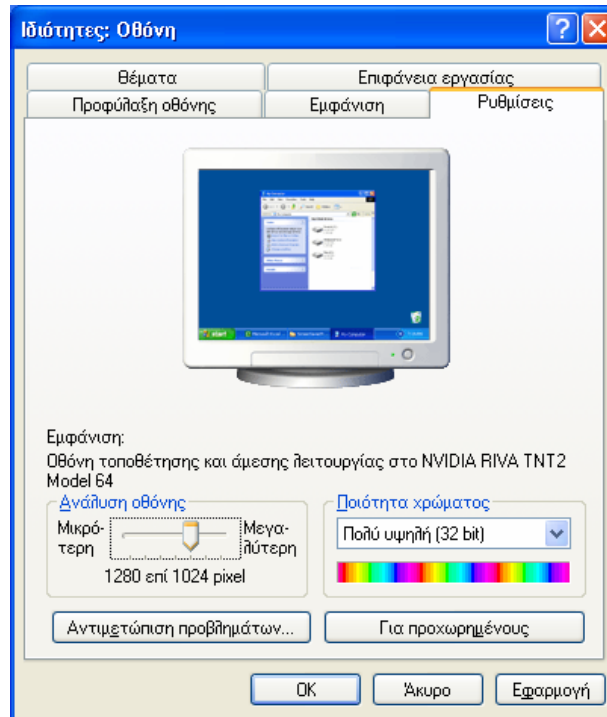 Ιδιότητες: Οθόνη
Θέματα
Επιφάνεια εργασίας
Προφύλαξη οθόνης
Εμφάνιση
Ρυθμίσεις
start
Εμφάνιση:
Οθόνη τοποθέτησης και άμεσης λειτουργίας στο NVIDIA RIVA TNT2
Model 64
Ανάλυση οθόνης
Μικρό-
τερη
Μεγα-
λύτερη
1280 επί 1024 pixel
Ποιότητα χρώματος
Πολύ υψηλή (32 bit)
Αντιμετώπιση προβλημάτων...
Για προχωρημένους
OK
Άκυρο
Εφαρμογή